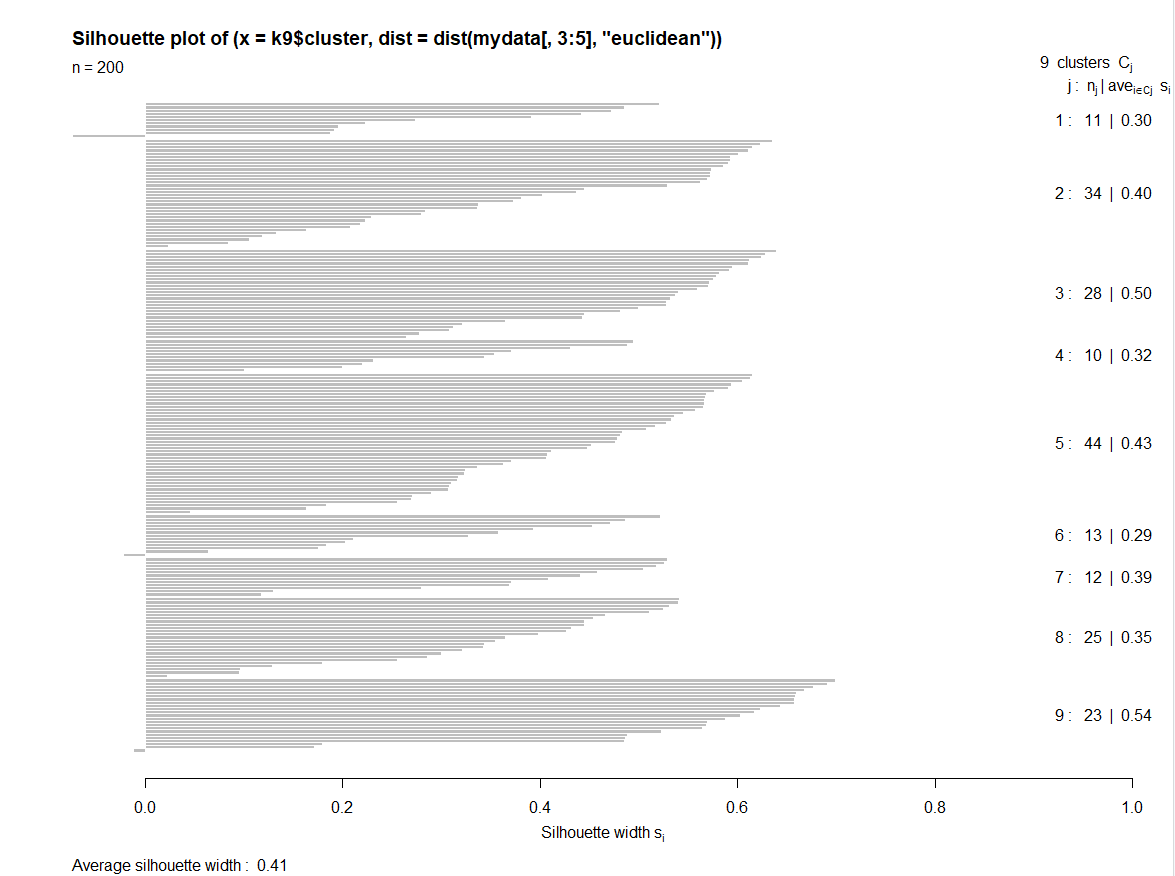 Silhouette plot of (x = k9$cluster, dist = dist(mydata[, 3:5], "euclidean"))
n = 200
9 clusters Cj
j : nj | avei∈Cj si
1 : 11 | 0.30
2 : 34 | 0.40
3 : 28 | 0.50
4 : 10 | 0.32
5 : 44 | 0.43
6 : 13 | 0.29
7 : 12 | 0.39
8 : 25 | 0.35
9 : 23 | 0.54
0.0 0.2 0.4 0.6 0.8 1.0
Silhouette width si
Average silhouette width : 0.41